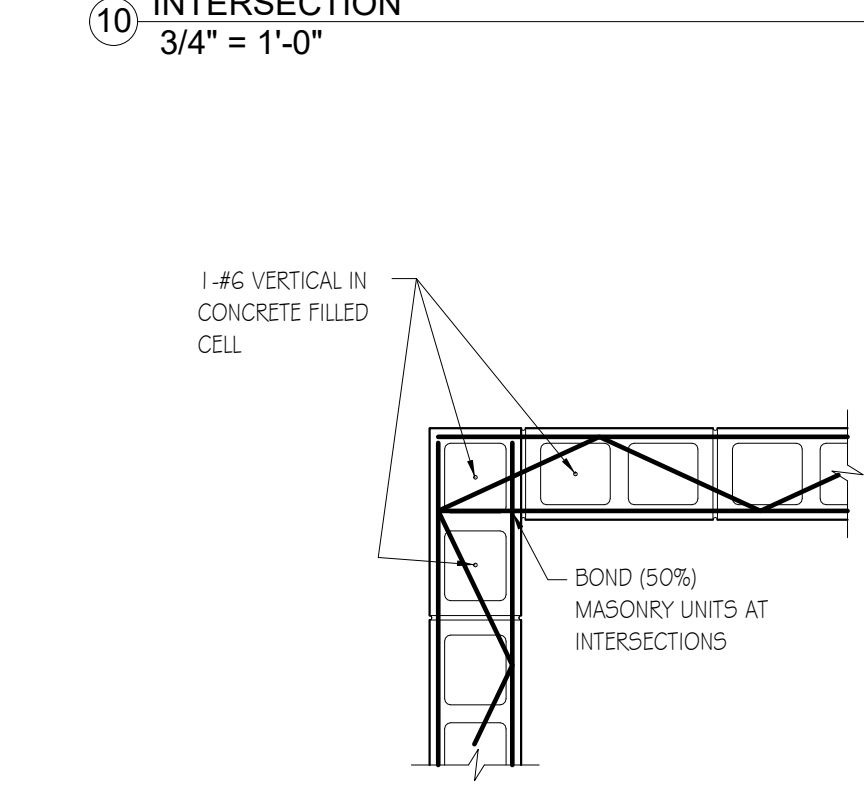 10 INTERSECTION
3/4" = 1'-0"
1-#6 VERTICAL IN
CONCRETE FILLED
CELL
BOND (50%)
MASONRY UNITS AT
INTERSECTIONS